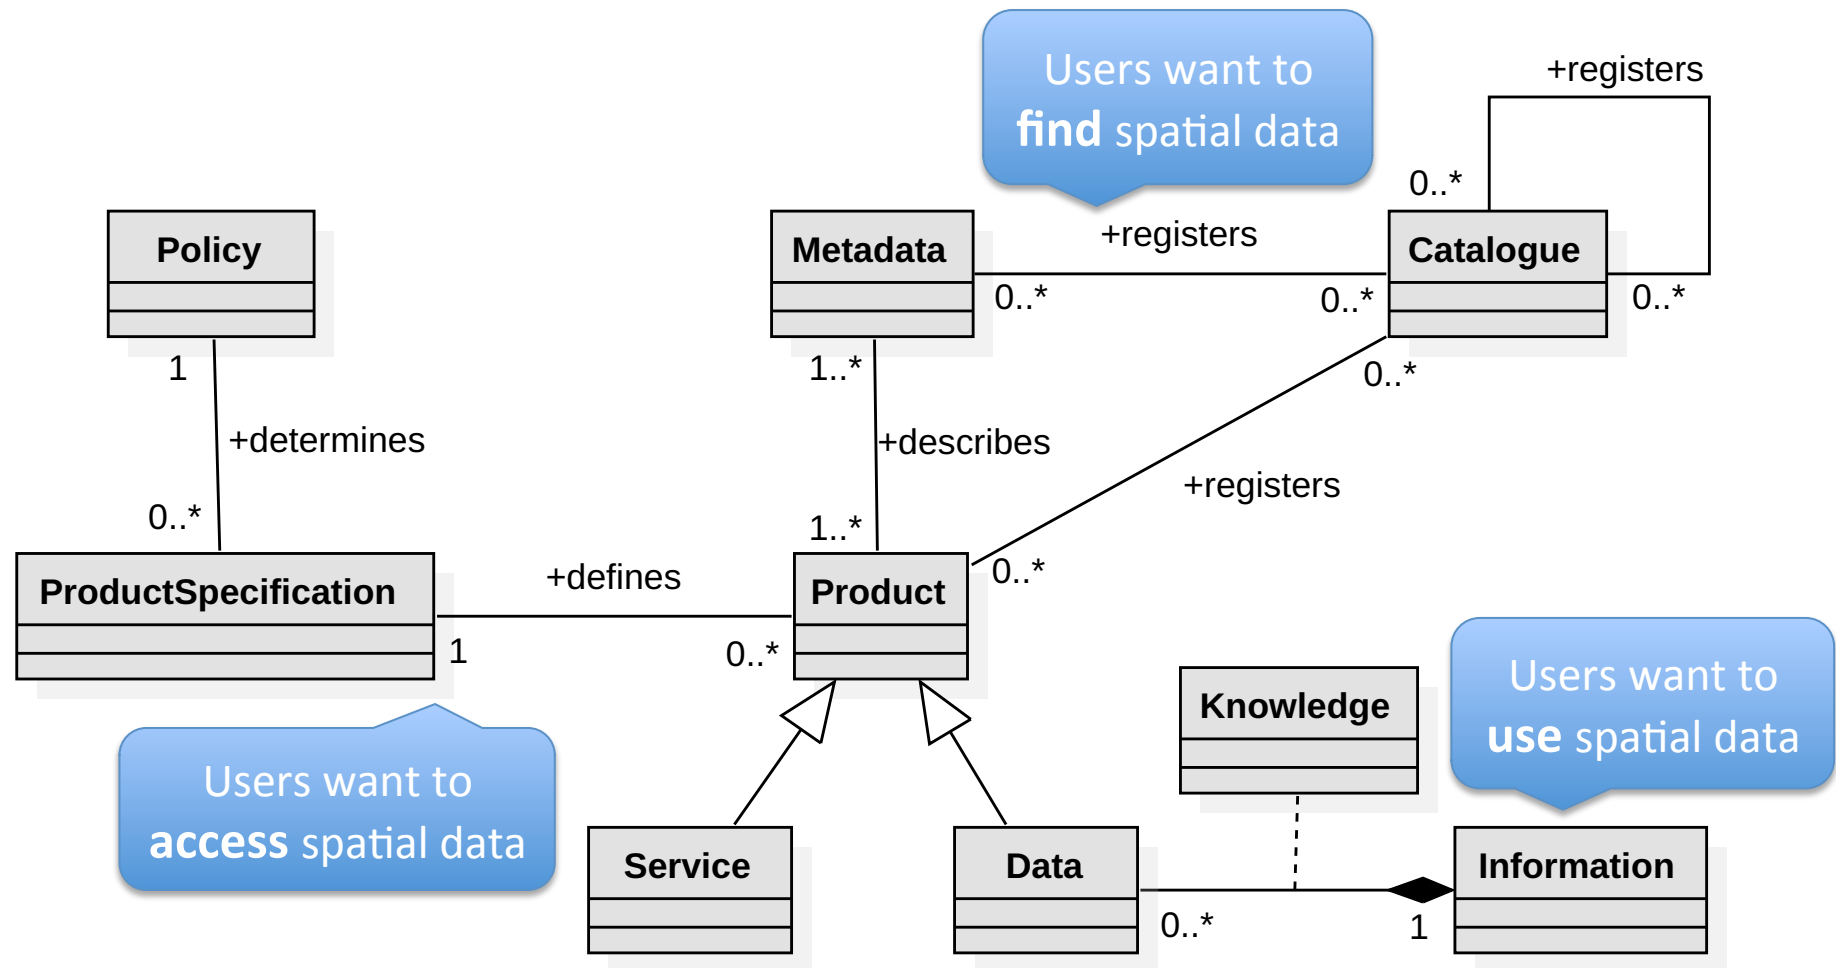 Users want to
find spatial data
+registers
0..*
Policy
Metadata
+registers
Catalogue
0..*
0..*
0..*
1
1..*
0..*
+determines
+describes
+registers
0..*
1..*
ProductSpecification
+defines
Product
0..*
1
0..*
Knowledge
Users want to
use spatial data
Users want to
access spatial data
Service
Data
Information
0..*
1